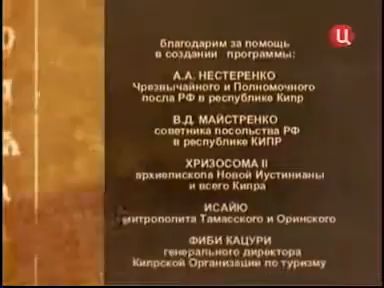 благодарим за помощь
в создании программы:
А.А. НЕСТЕРЕНКО
Чрезвычайного и Полномочного
посла РФ в республике Кипр
В.Д. МАЙСТРЕНКО
советника посольства РФ
в республике КИПР
ХРИЗОСОМА II
архиепископа Новой Иустинианы
и всего Кипра
ИСАЙЮ
митрополита Тамасского и Оринского
ФИБИ КАЦУРИ
генерального директора
Кипрской Организации по туризму
Ц